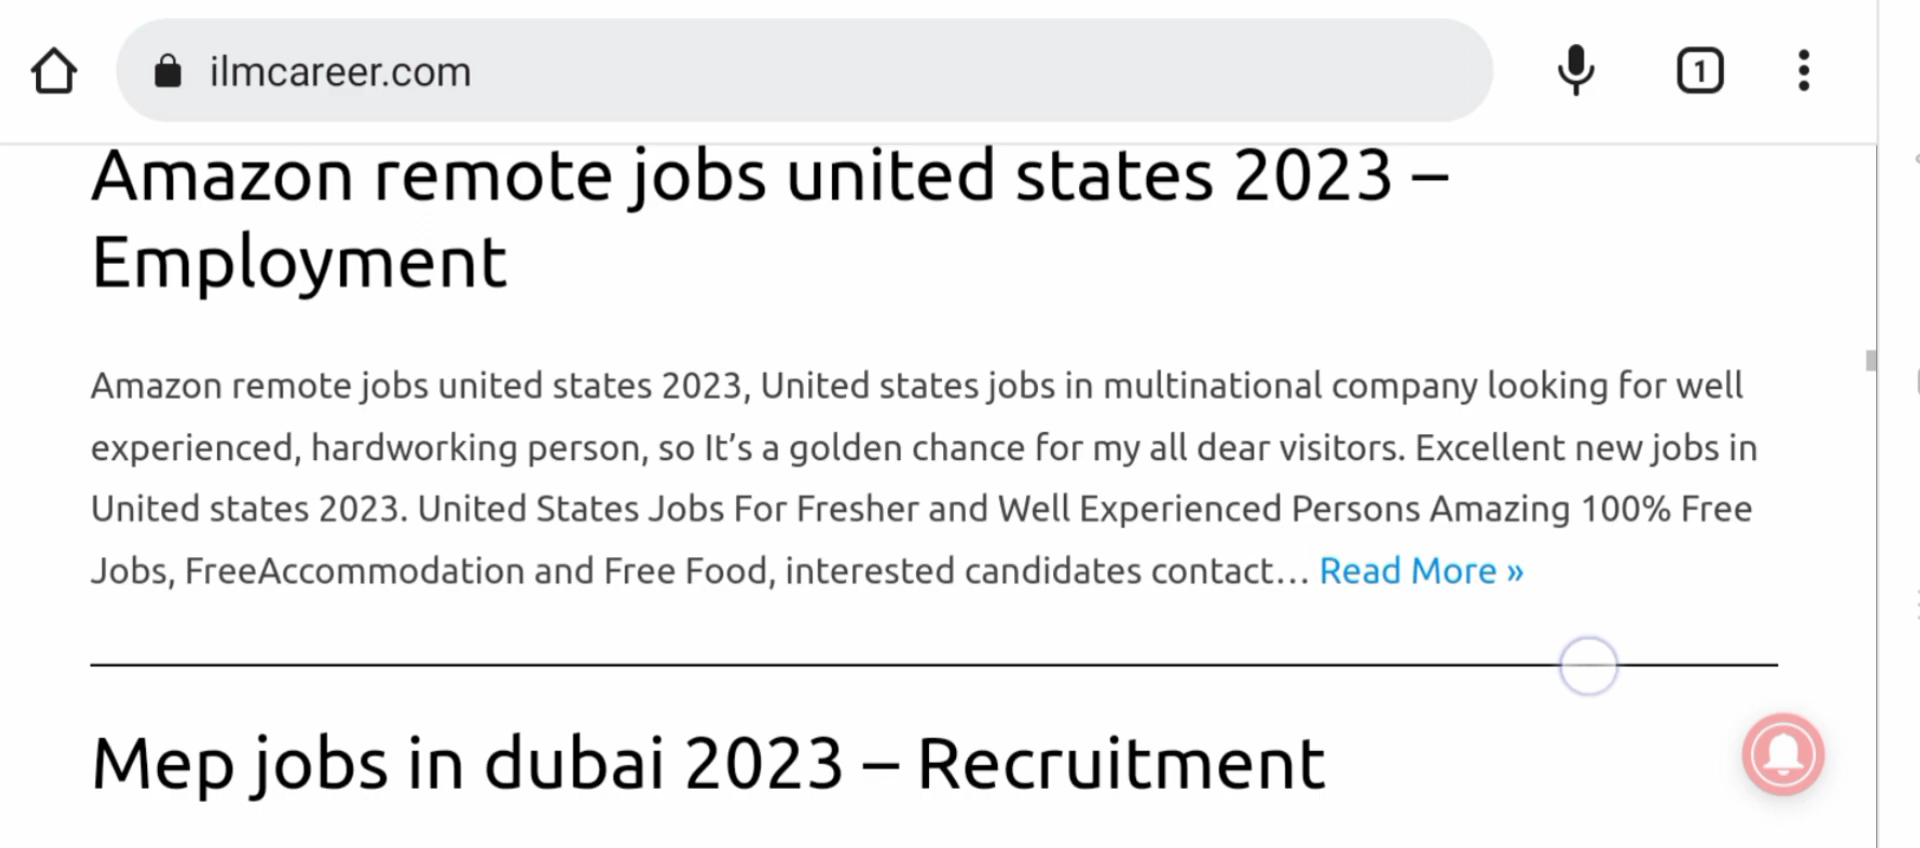 ilmcareer.com
1
Amazon remote jobs united states 2023 –
Employment
Amazon remote jobs united states 2023, United states jobs in multinational company looking for well
experienced, hardworking person, so It’s a golden chance for my all dear visitors. Excellent new jobs in
United states 2023. United States Jobs For Fresher and Well Experienced Persons Amazing 100% Free
Jobs, FreeAccommodation and Free Food, interested candidates contact… Read More »
Mep jobs in dubai 2023 – Recruitment